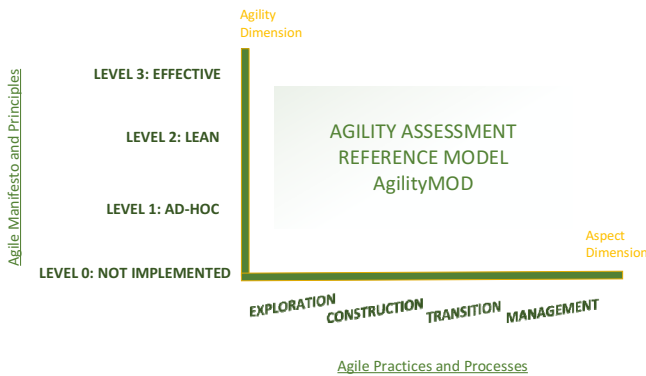 Agility
Dimension
Agile Manifesto and Principles
LEVEL 3: EFFECTIVE
LEVEL 2: LEAN
LEVEL 1: AD-HOC
LEVEL 0: NOT IMPLEMENTED
AGILITY ASSESSMENT
REFERENCE MODEL
AgilityMOD
Aspect
Dimension
EXPLORATION
CONSTRUCTION
TRANSITION
MANAGEMENT
Agile Practices and Processes